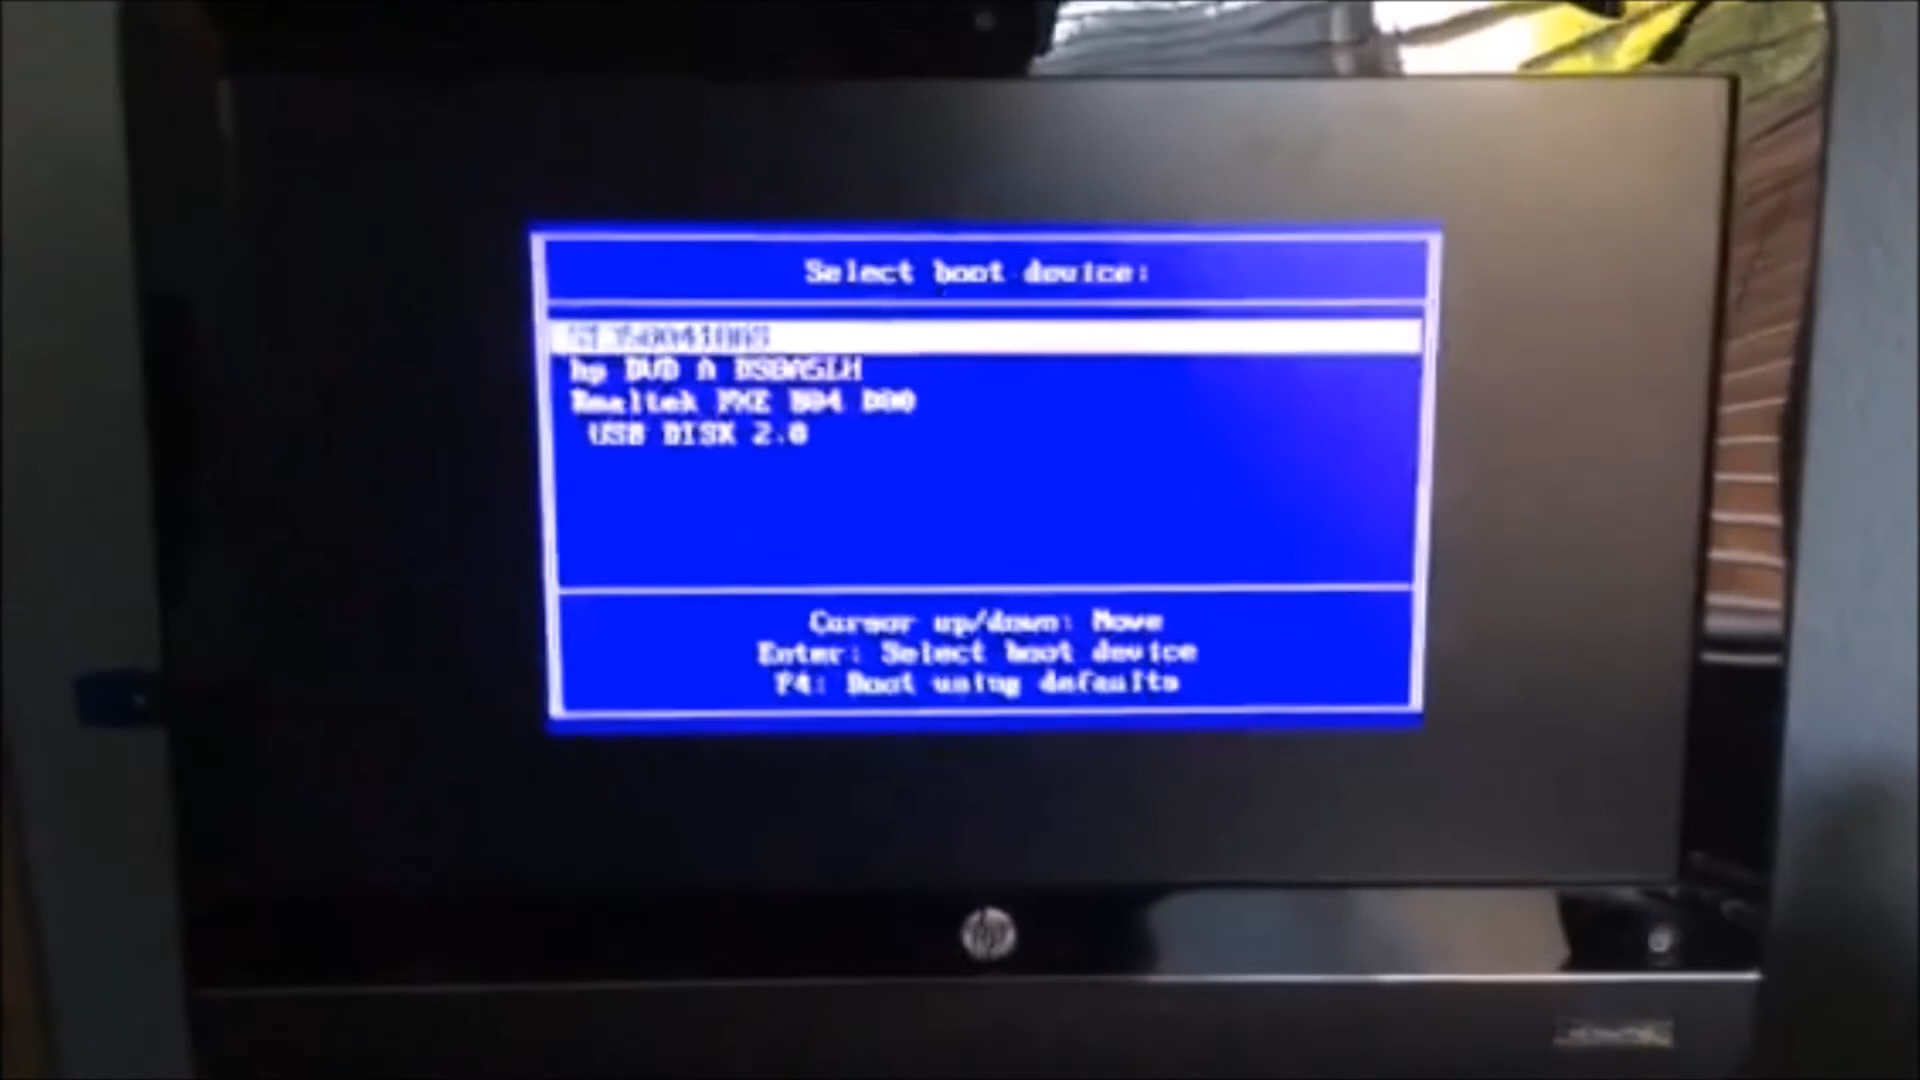 Select boot device:
hp DVD A DS8A5LH
Realtek PXE B04 D00
USB DISK 2.0
Cursor up/down: Move
Enter: Select boot device
F4: Boot using defaults
hp